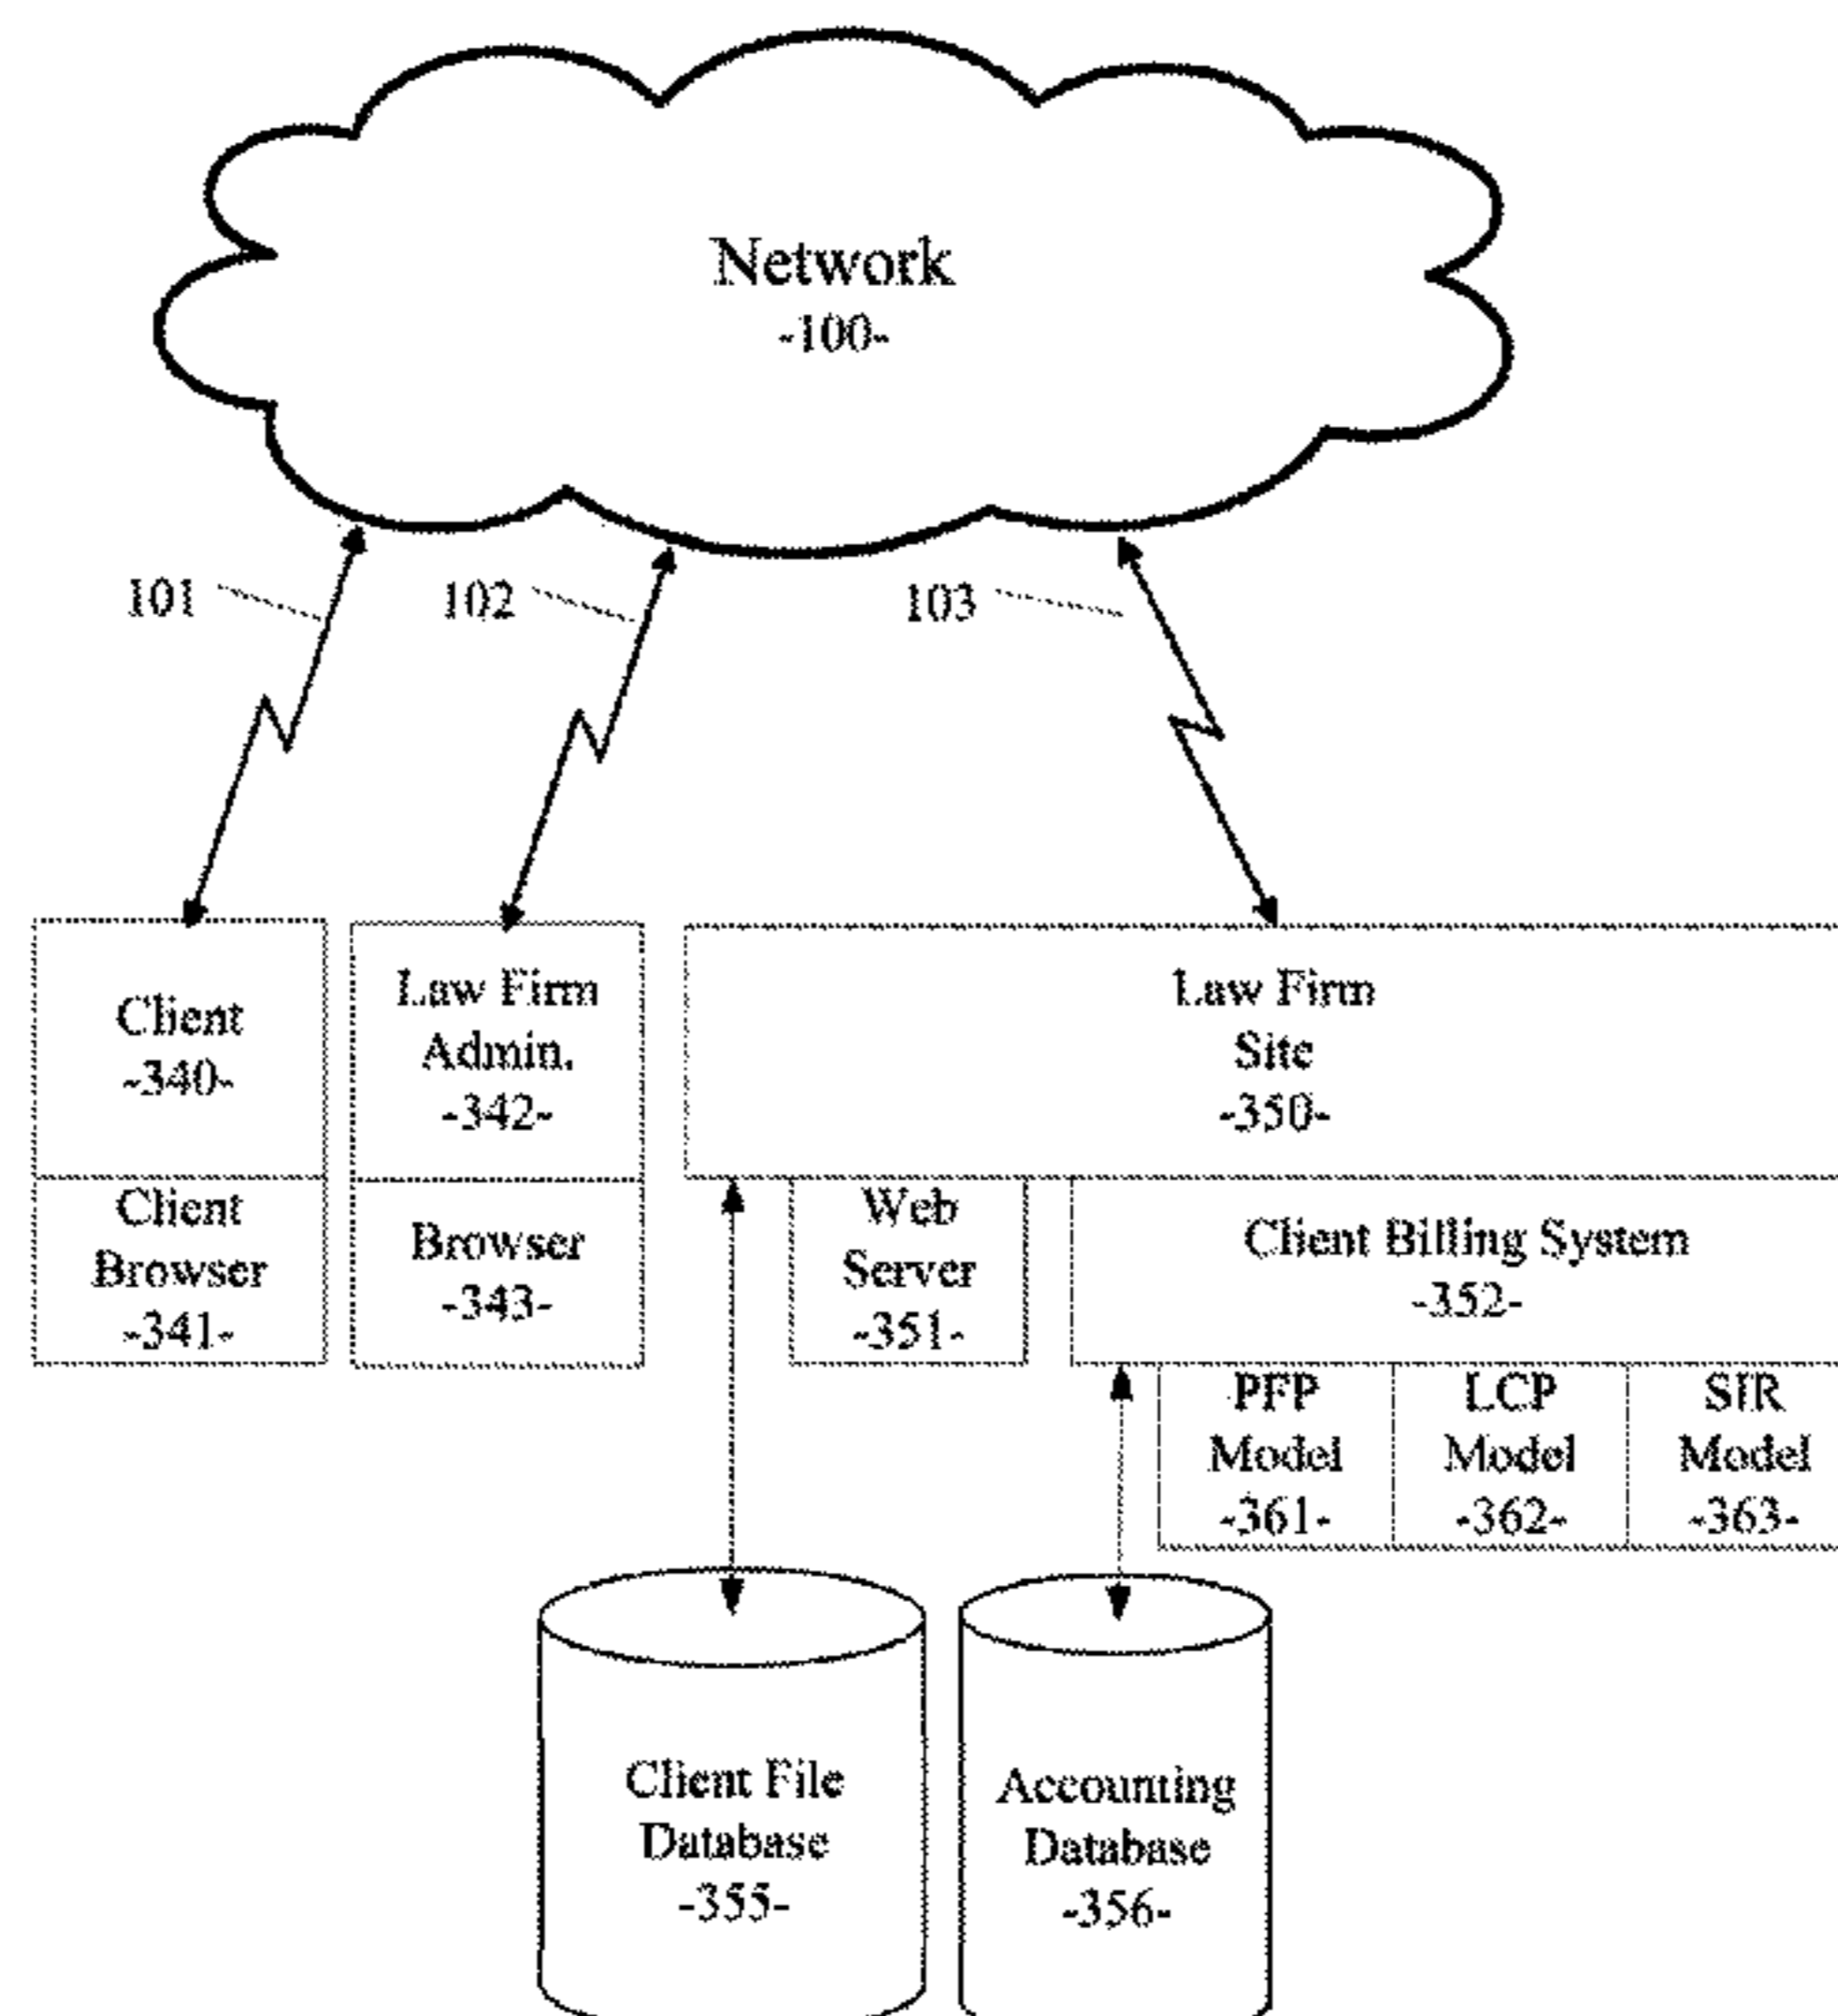 Network
-100-
101
102
103
Client
-340-
Law Firm
Admin.
-342-
Law Firm
Site
-350-
Client
Browser
-341-
Browser
-343-
Web
Server
-351-
Client Billing System
-352-
PFP
Model
-361-
LCP
Model
-362-
SIR
Model
-363-
Client File
Database
-355-
Accounting
Database
-356-